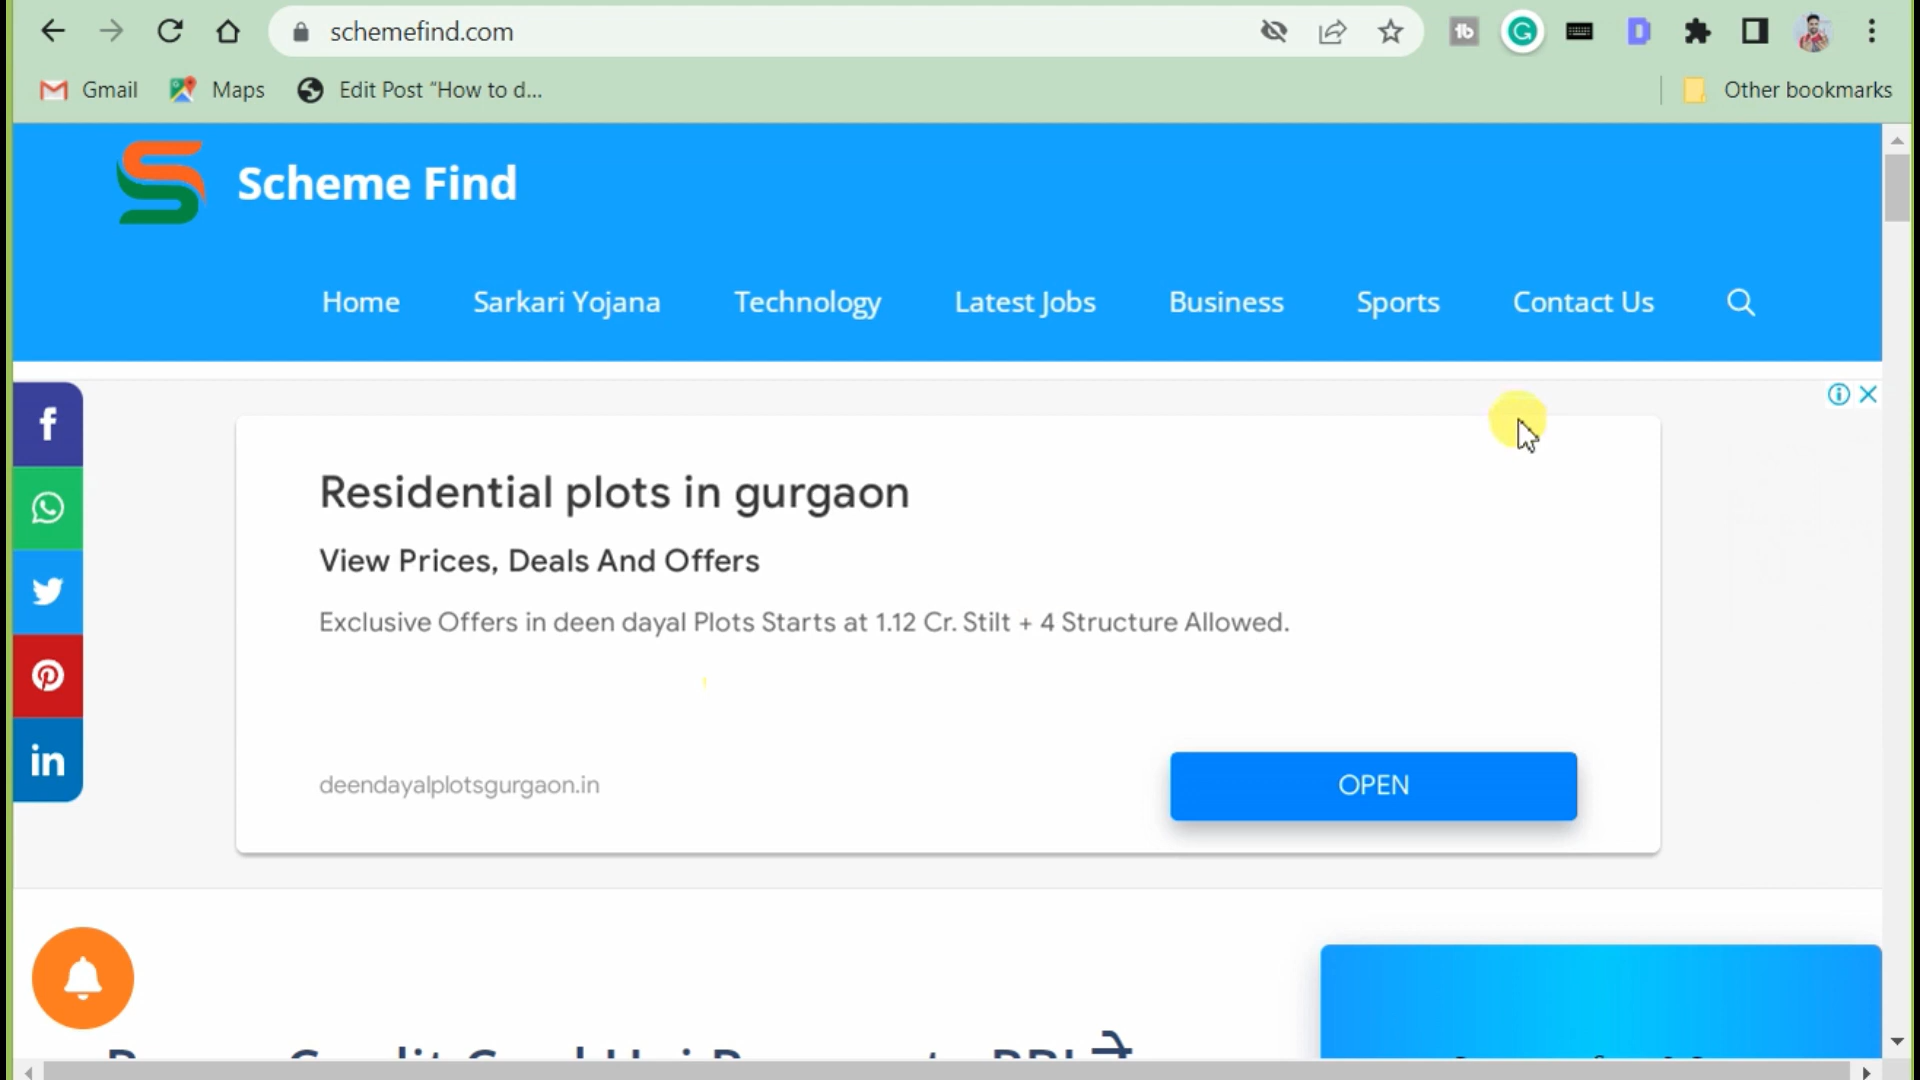 schemefind.com
Gmail
Maps
Edit Post “How to d...
Other bookmarks
Scheme Find
Home
Sarkari Yojana
Technology
Latest Jobs
Business
Sports
Contact Us
Residential plots in gurgaon
View Prices, Deals And Offers
Exclusive Offers in deen dayal Plots Starts at 1.12 Cr. Stilt + 4 Structure Allowed.
deendayalplotsgurgaon.in
OPEN